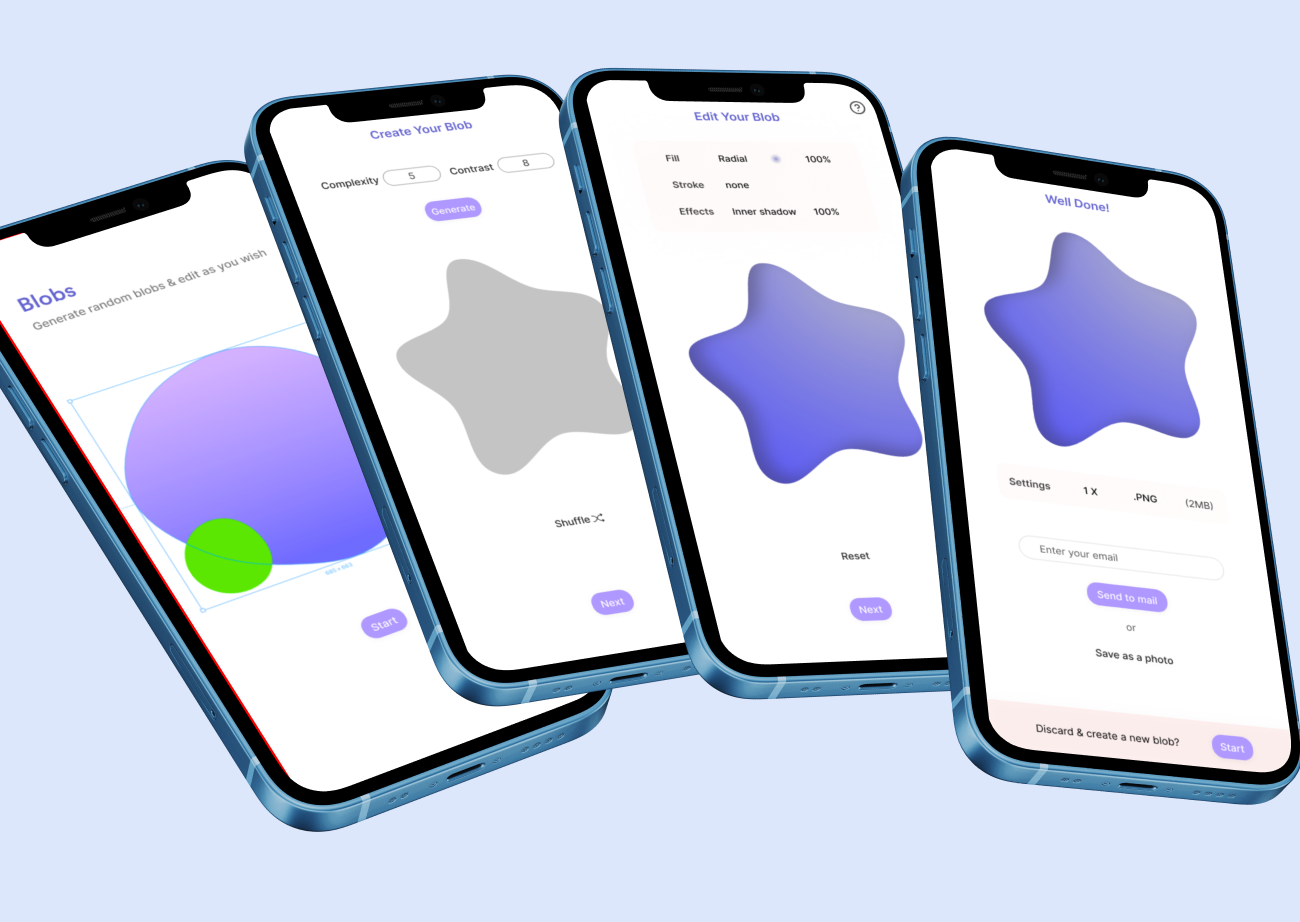 Blobs
Generate random blobs & edit as you wish
Start
Create Your Blob
Complexity 5 Contrast 8
Generate
Shuffle
Next
Edit Your Blob
?
Fill Radial 100%
Stroke none
Effects Inner shadow 100%
Reset
Next
Well Done!
Settings 1 X .PNG (2MB)
Enter your email
Send to mail
or
Save as a photo
Discard & create a new blob? Start